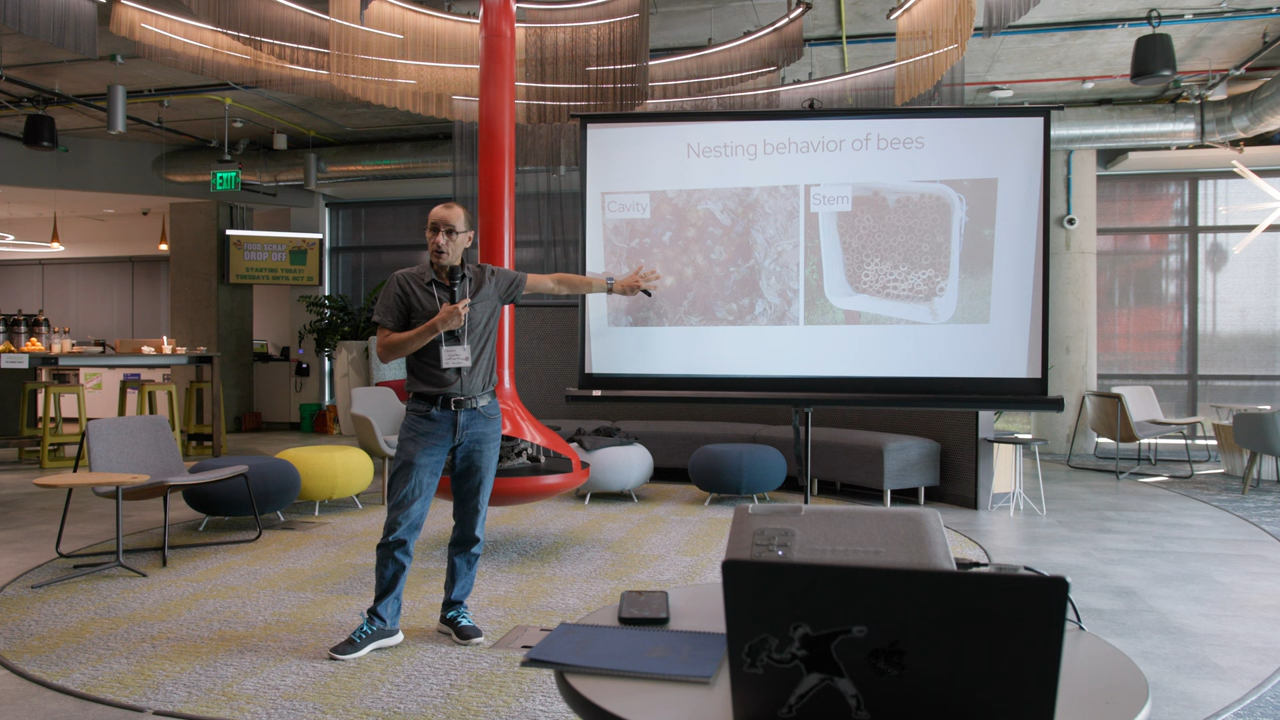 Nesting behavior of bees
Cavity
Stem
EXIT
FOOD SCRAP
DROP OFF
STARTING TODAY!